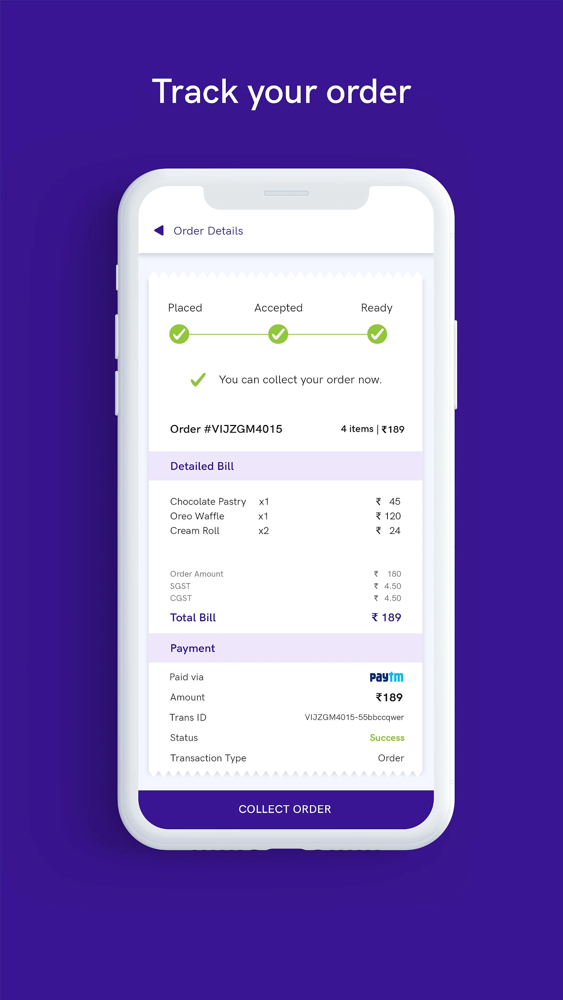 Track your order
Order Details
Placed Accepted Ready
You can collect your order now.
Order #VIJZGM4015 4 items | ₹189
Detailed Bill
Chocolate Pastry x1 ₹ 45
Oreo Waffle x1 ₹ 120
Cream Roll x2 ₹ 24
Order Amount ₹ 180
SGST ₹ 4.50
CGST ₹ 4.50
Total Bill ₹ 189
Payment
Paid via paytm
Amount ₹189
Trans ID VIJZGM4015-55bbccqwer
Status Success
Transaction Type Order
COLLECT ORDER